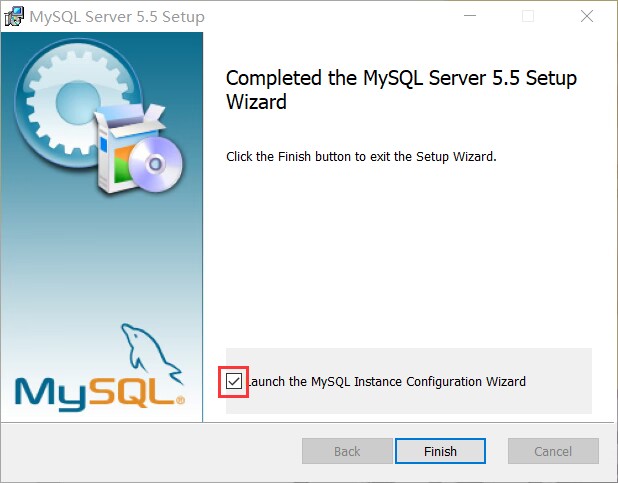 MySQL Server 5.5 Setup
Completed the MySQL Server 5.5 Setup
Wizard
Click the Finish button to exit the Setup Wizard.
MySQL®
Launch the MySQL Instance Configuration Wizard
Back
Finish
Cancel